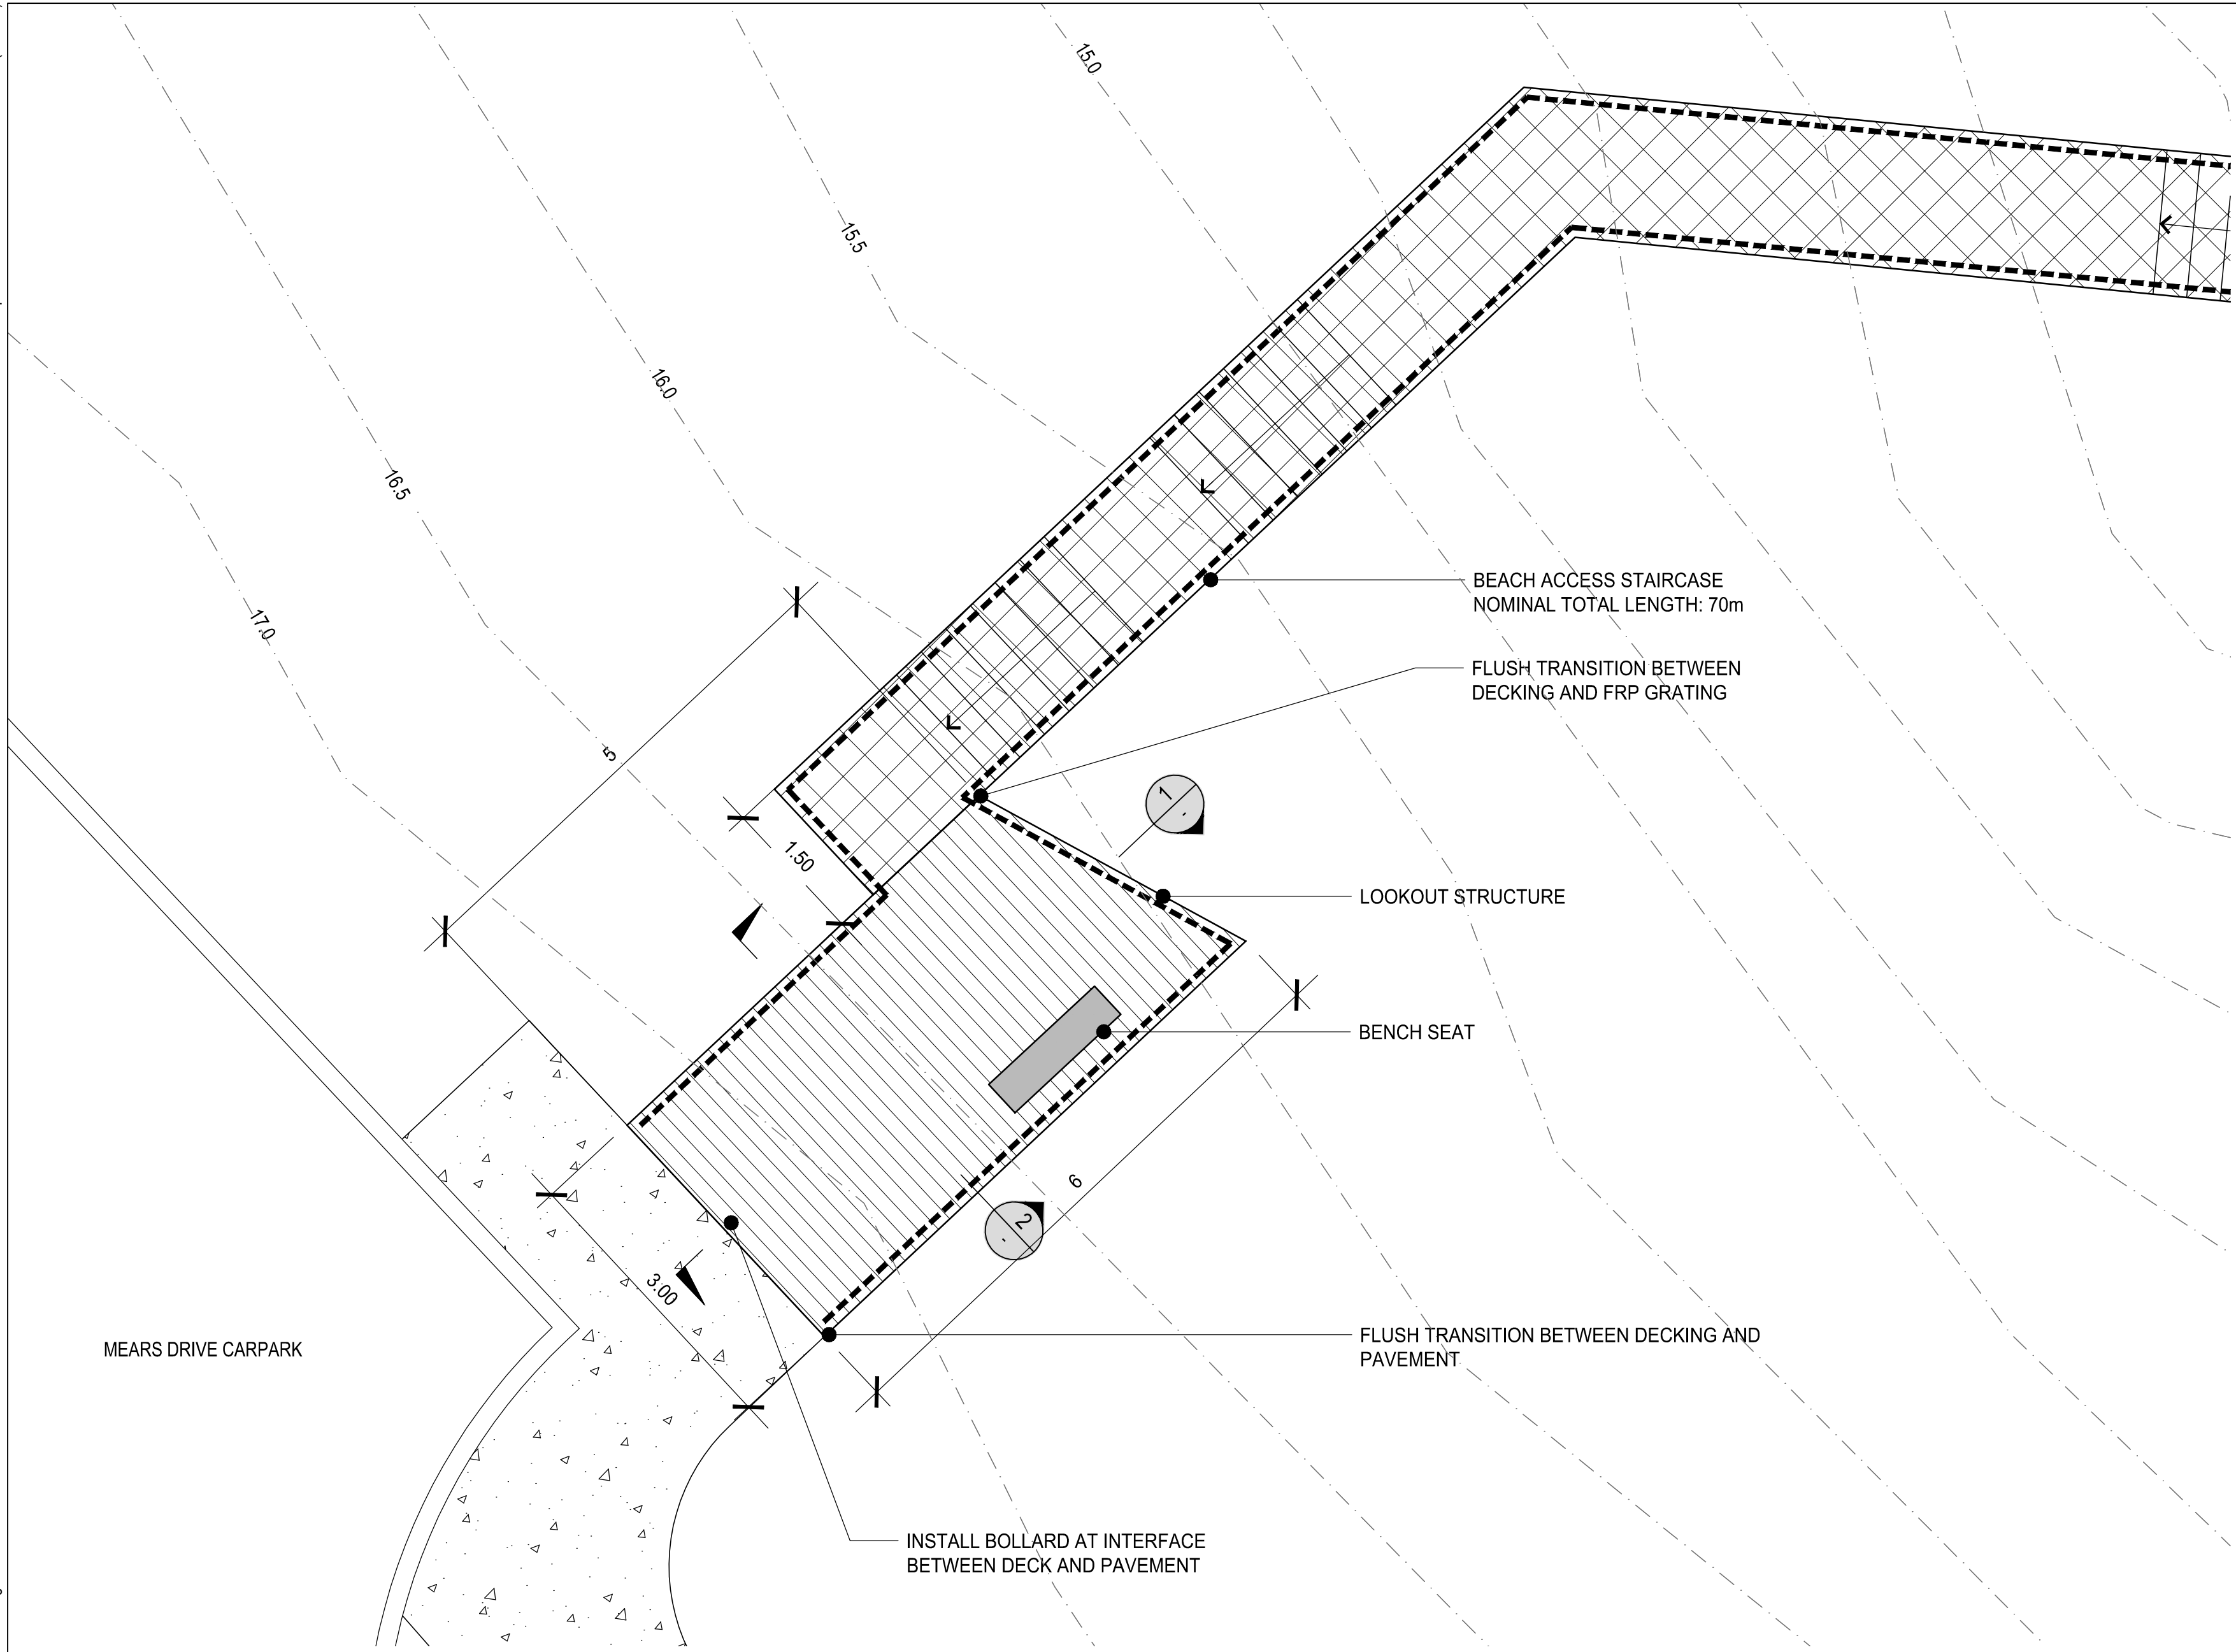 15.0
15.5
16.0
16.5
17.0
BEACH ACCESS STAIRCASE
NOMINAL TOTAL LENGTH: 70m
FLUSH TRANSITION BETWEEN
DECKING AND FRP GRATING
5
1
-
1.50
LOOKOUT STRUCTURE
BENCH SEAT
6
2
-
3.00
MEARS DRIVE CARPARK
FLUSH TRANSITION BETWEEN DECKING AND
PAVEMENT
INSTALL BOLLARD AT INTERFACE
BETWEEN DECK AND PAVEMENT